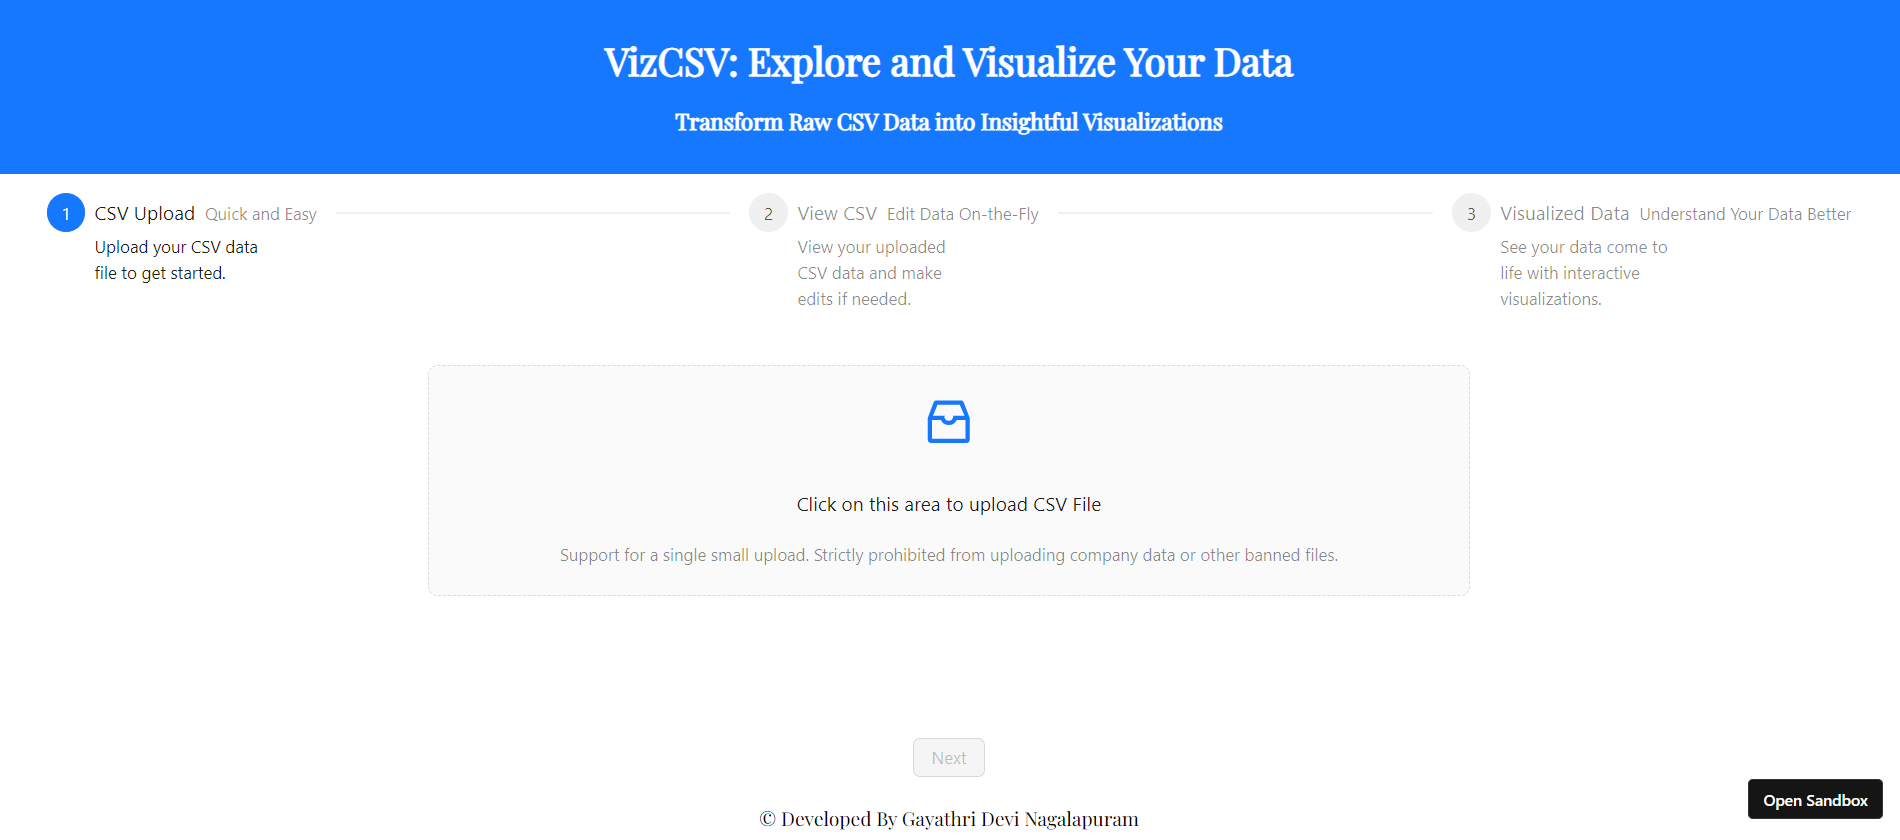 VizCSV: Explore and Visualize Your Data
Transform Raw CSV Data into Insightful Visualizations
1 CSV Upload Quick and Easy
Upload your CSV data
file to get started.
2 View CSV Edit Data On-the-Fly
View your uploaded
CSV data and make
edits if needed.
3 Visualized Data Understand Your Data Better
See your data come to
life with interactive
visualizations.
Click on this area to upload CSV File
Support for a single small upload. Strictly prohibited from uploading company data or other banned files.
Next
Open Sandbox
© Developed By Gayathri Devi Nagalapuram